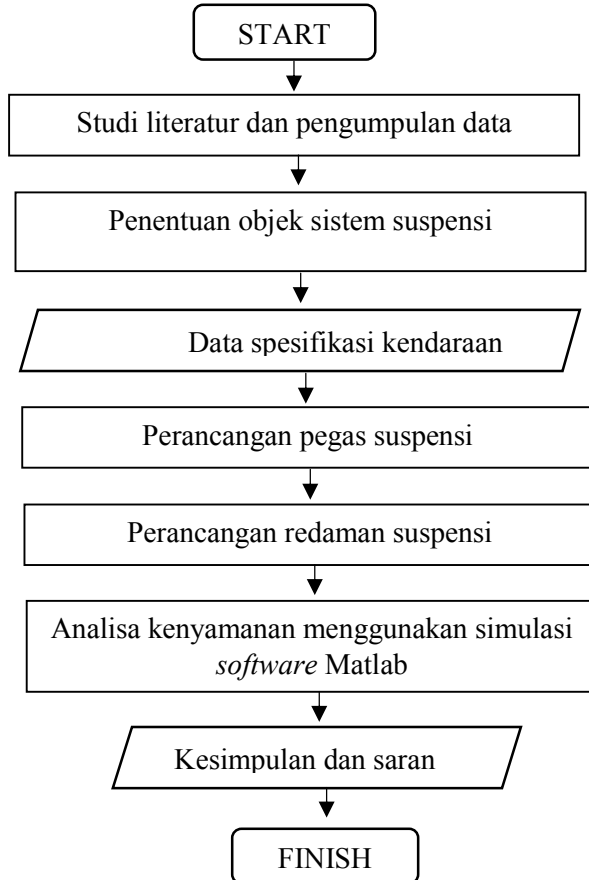 START
Studi literatur dan pengumpulan data
Penentuan objek sistem suspensi
Data spesifikasi kendaraan
Perancangan pegas suspensi
Perancangan redaman suspensi
Analisa kenyamanan menggunakan simulasi
software Matlab
Kesimpulan dan saran
FINISH